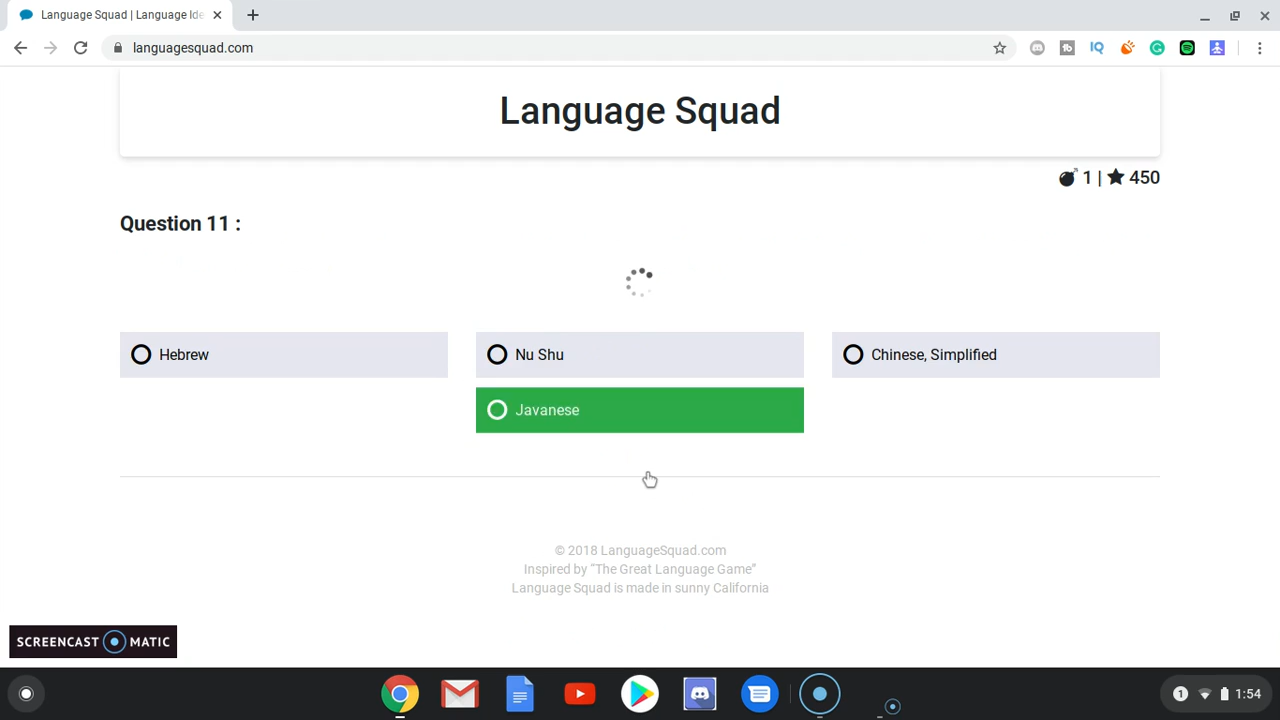 Language Squad | Language Ide
languagesquad.com
Language Squad
1 | 450
Question 11 :
Hebrew
Nu Shu
Chinese, Simplified
Javanese
© 2018 LanguageSquad.com
Inspired by “The Great Language Game”
Language Squad is made in sunny California
SCREENCAST MATIC
1 1:54